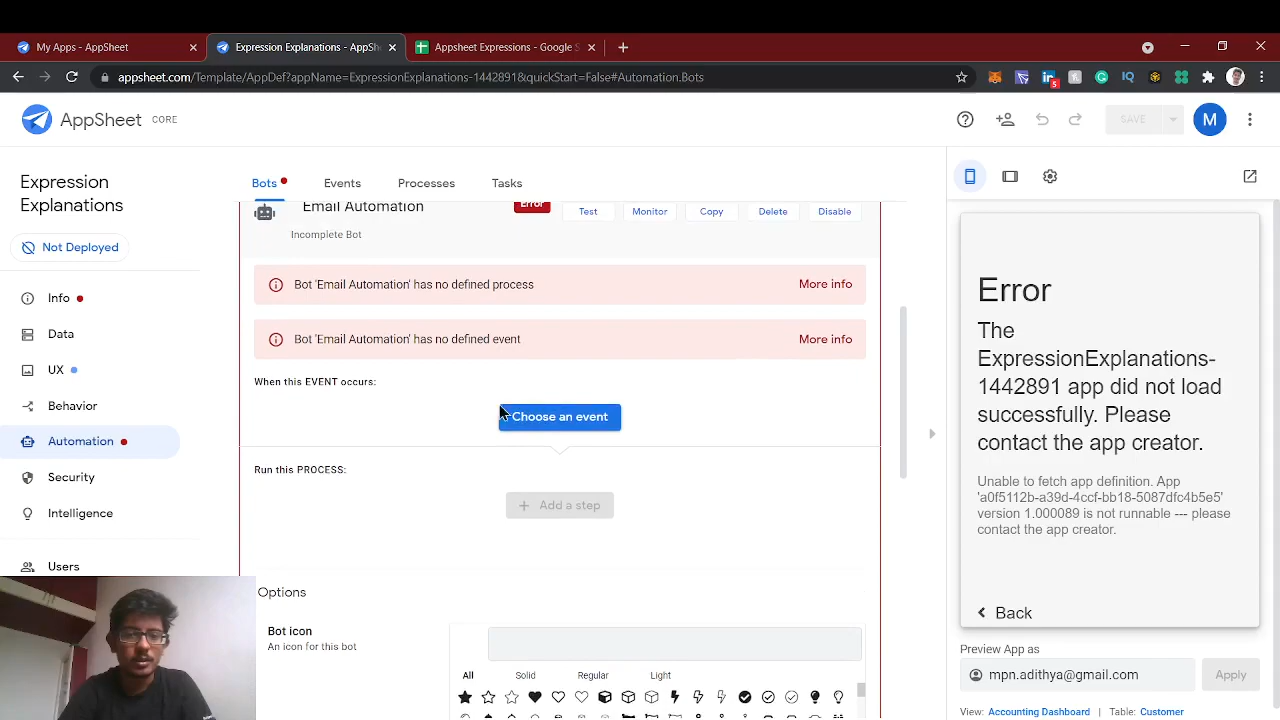 My Apps - AppSheet
Expression Explanations - AppSh
Appsheet Expressions - Google S
appsheet.com/Template/AppDef?appName=ExpressionExplanations-1442891&quickStart=False#Automation.Bots
5
IQ
AppSheet CORE
SAVE
M
Expression
Explanations
Not Deployed
Info
Data
UX
Behavior
Automation
Security
Intelligence
Users
Bots
Events
Processes
Tasks
Email Automation
Error
Test
Monitor
Copy
Delete
Disable
Incomplete Bot
Bot 'Email Automation' has no defined process
More info
Bot 'Email Automation' has no defined event
More info
When this EVENT occurs:
Choose an event
Run this PROCESS:
+ Add a step
Options
Bot icon
An icon for this bot
All
Solid
Regular
Light
Error
The
ExpressionExplanations-
1442891 app did not load
successfully. Please
contact the app creator.
Unable to fetch app definition. App
'a0f5112b-a39d-4ccf-bb18-5087dfc4b5e5'
version 1.000089 is not runnable --- please
contact the app creator.
Back
Preview App as
mpn.adithya@gmail.com
Apply
View: Accounting Dashboard | Table: Customer